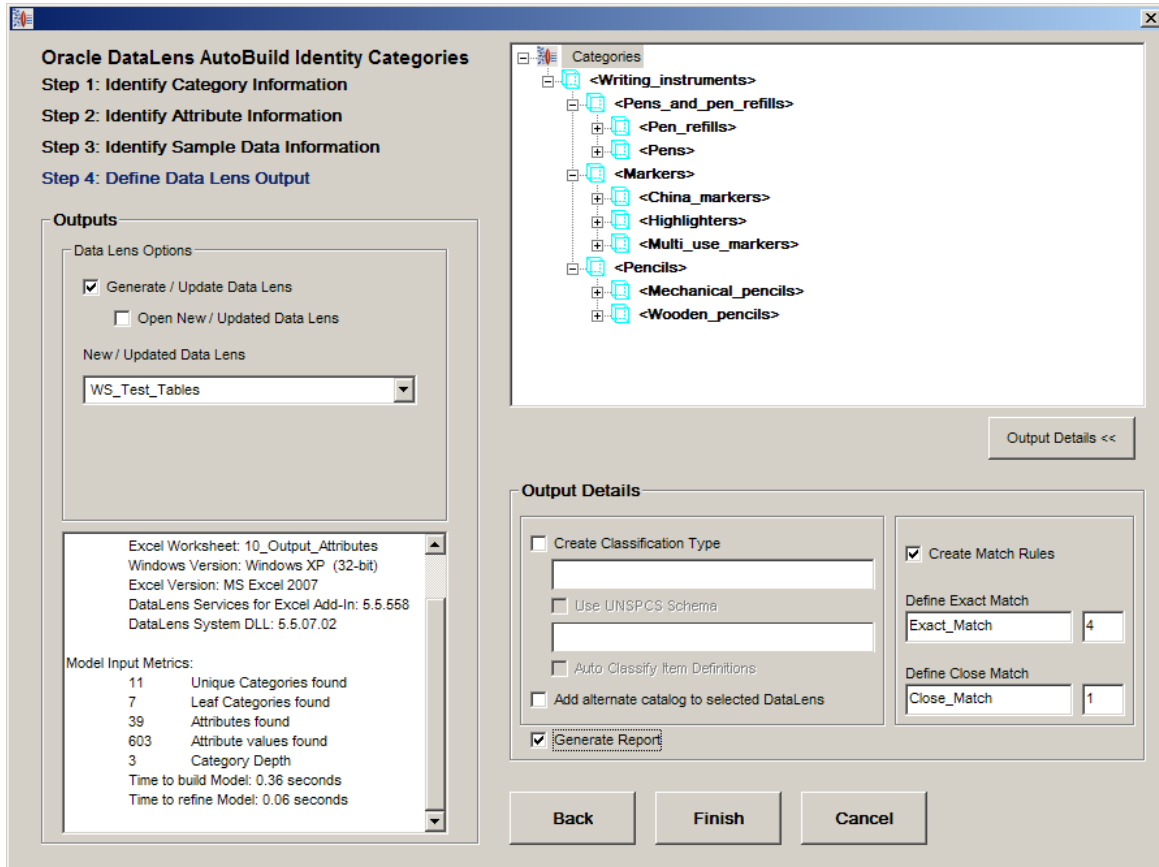 Oracle DataLens AutoBuild Identity Categories
Step 1: Identify Category Information
Step 2: Identify Attribute Information
Step 3: Identify Sample Data Information
Step 4: Define Data Lens Output
Outputs
Data Lens Options
Generate / Update Data Lens
Open New / Updated Data Lens
New / Updated Data Lens
WS_Test_Tables
Excel Worksheet: 10_Output_Attributes
Windows Version: Windows XP (32-bit)
Excel Version: MS Excel 2007
DataLens Services for Excel Add-In: 5.5.558
DataLens System DLL: 5.5.07.02
Model Input Metrics:
11 Unique Categories found
7 Leaf Categories found
39 Attributes found
603 Attribute values found
3 Category Depth
Time to build Model: 0.36 seconds
Time to refine Model: 0.06 seconds
Categories
<Writing_instruments>
<Pens_and_pen_refills>
<Pen_refills>
<Pens>
<Markers>
<China_markers>
<Highlighters>
<Multi_use_markers>
<Pencils>
<Mechanical_pencils>
<Wooden_pencils>
Output Details <<
Output Details
Create Classification Type
Use UNSPCS Schema
Auto Classify Item Definitions
Add alternate catalog to selected DataLens
Generate Report
Create Match Rules
Define Exact Match
Exact_Match 4
Define Close Match
Close_Match 1
Back Finish Cancel